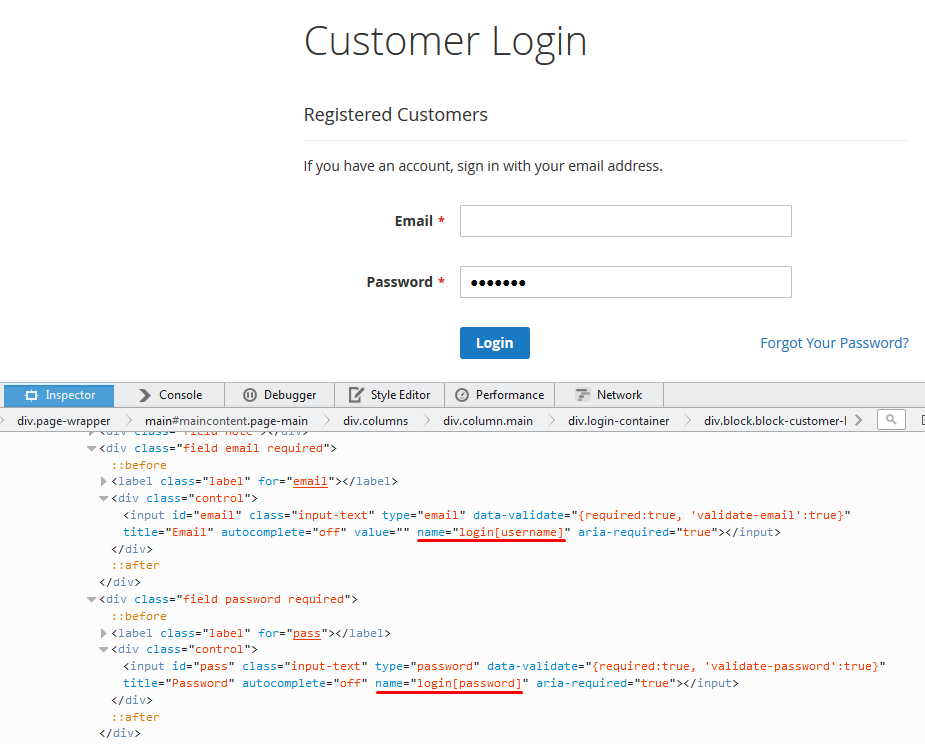 Customer Login
Registered Customers
If you have an account, sign in with your email address.
Email *
Password *
Login Forgot Your Password?
Inspector Console Debugger Style Editor Performance Network
div.page-wrapper main#maincontent.page-main div.columns div.column.main div.login-container div.block.block-customer-l
<div class="field note"></div>
<div class="field email required">
::before
<label class="label" for="email"></label>
<div class="control">
<input id="email" class="input-text" type="email" data-validate="{required:true, 'validate-email':true}"
title="Email" autocomplete="off" value="" name="login[username]" aria-required="true"></input>
</div>
::after
</div>
<div class="field password required">
::before
<label class="label" for="pass"></label>
<div class="control">
<input id="pass" class="input-text" type="password" data-validate="{required:true, 'validate-password':true}"
title="Password" autocomplete="off" name="login[password]" aria-required="true"></input>
</div>
::after
</div>